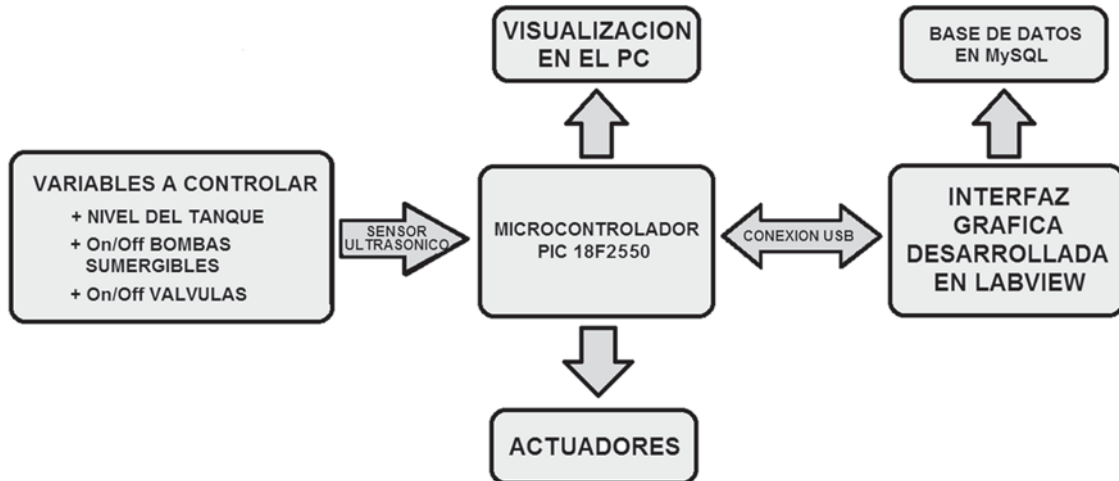 VISUALIZACION
EN EL PC
BASE DE DATOS
EN MySQL
VARIABLES A CONTROLAR
+ NIVEL DEL TANQUE
+ On/Off BOMBAS
SUMERGIBLES
+ On/Off VALVULAS
SENSOR
ULTRASONICO
MICROCONTROLADOR
PIC 18F2550
CONEXION USB
INTERFAZ
GRAFICA
DESARROLLADA
EN LABVIEW
ACTUADORES